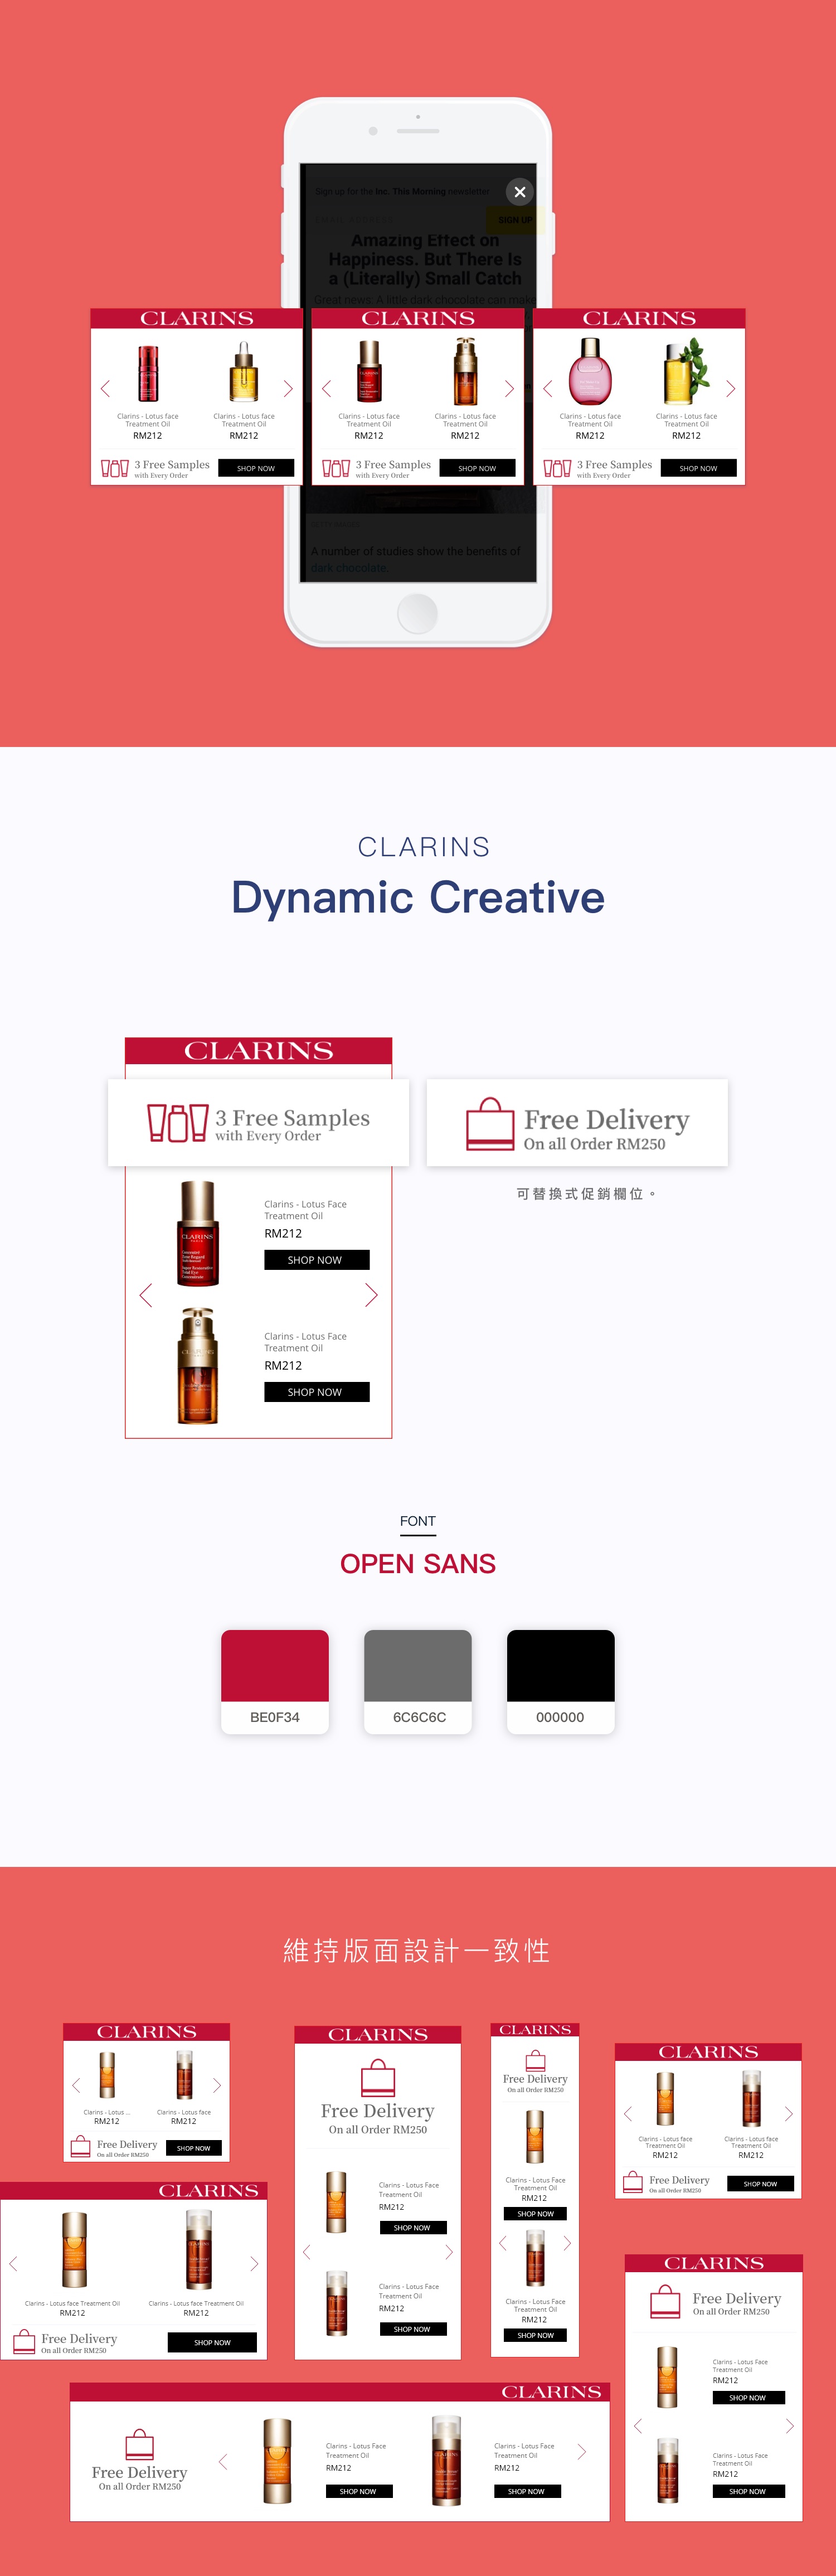 Sign up for the Inc. This Morning newsletter
SIGN UP
Amazing Effect on
Happiness. But There Is
a (Literally) Small Catch
Great news: A little dark chocolate can make
CLARINS
Clarins - Lotus face
Treatment Oil
RM212
Clarins - Lotus face
Treatment Oil
RM212
3 Free Samples
with Every Order
SHOP NOW
CLARINS
Clarins - Lotus face
Treatment Oil
RM212
Clarins - Lotus face
Treatment Oil
RM212
3 Free Samples
with Every Order
SHOP NOW
CLARINS
Clarins - Lotus face
Treatment Oil
RM212
Clarins - Lotus face
Treatment Oil
RM212
3 Free Samples
with Every Order
SHOP NOW
A number of studies show the benefits of
dark chocolate.
CLARINS
Dynamic Creative
CLARINS
3 Free Samples
with Every Order
Free Delivery
On all Order RM250
可替換式促銷欄位。
CLARINS
Clarins - Lotus Face
Treatment Oil
RM212
SHOP NOW
Clarins - Lotus Face
Treatment Oil
RM212
SHOP NOW
FONT
OPEN SANS
BE0F34
6C6C6C
000000
維持版面設計一致性
CLARINS
Clarins - Lotus ...
RM212
Clarins - Lotus face
RM212
Free Delivery
On all Order RM250
SHOP NOW
CLARINS
Free Delivery
On all Order RM250
Clarins - Lotus Face
Treatment Oil
RM212
SHOP NOW
Clarins - Lotus Face
Treatment Oil
RM212
SHOP NOW
CLARINS
Free Delivery
On all Order RM250
Clarins - Lotus Face
Treatment Oil
RM212
SHOP NOW
Clarins - Lotus Face
Treatment Oil
RM212
SHOP NOW
CLARINS
Clarins - Lotus face
Treatment Oil
RM212
Clarins - Lotus face
Treatment Oil
RM212
Free Delivery
On all Order RM250
SHOP NOW
CLARINS
Clarins - Lotus face Treatment Oil
RM212
Clarins - Lotus face Treatment Oil
RM212
Free Delivery
On all Order RM250
SHOP NOW
CLARINS
Free Delivery
On all Order RM250
Clarins - Lotus Face
Treatment Oil
RM212
SHOP NOW
Clarins - Lotus Face
Treatment Oil
RM212
SHOP NOW
CLARINS
Free Delivery
On all Order RM250
Clarins - Lotus Face
Treatment Oil
RM212
SHOP NOW
Clarins - Lotus Face
Treatment Oil
RM212
SHOP NOW